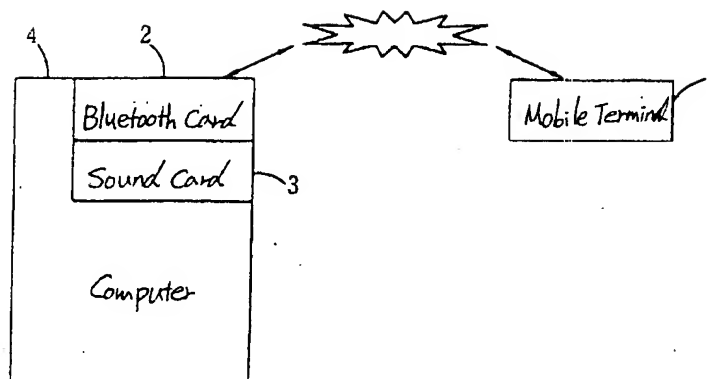 4
2
Bluetooth Card
Mobile Terminal
Sound Card
3
Computer